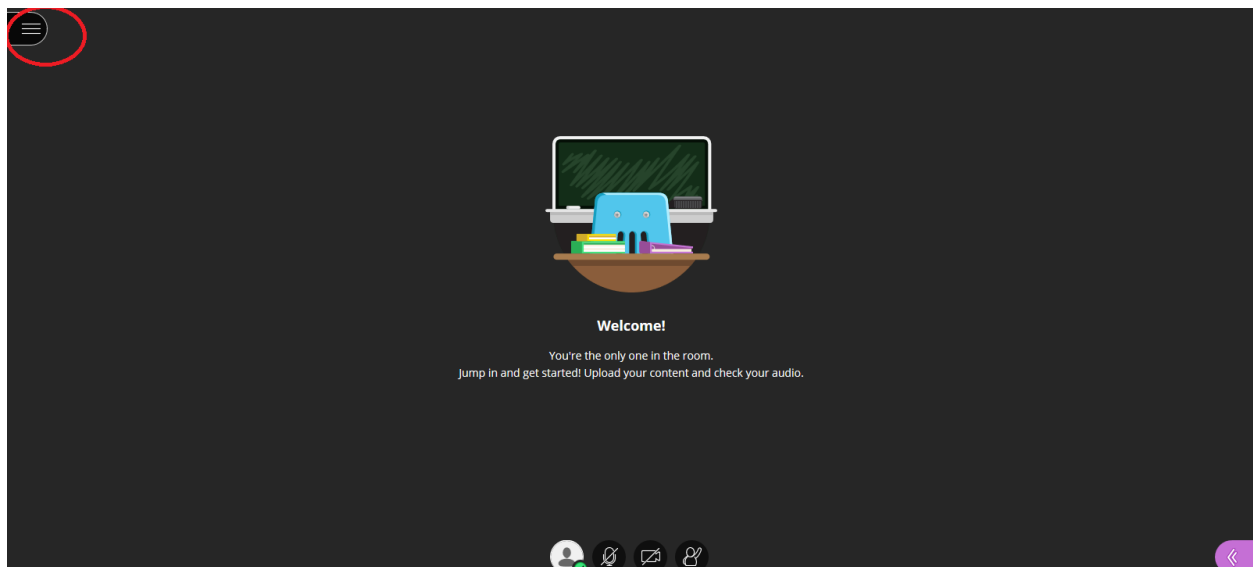 Welcome!
You're the only one in the room.
Jump in and get started! Upload your content and check your audio.